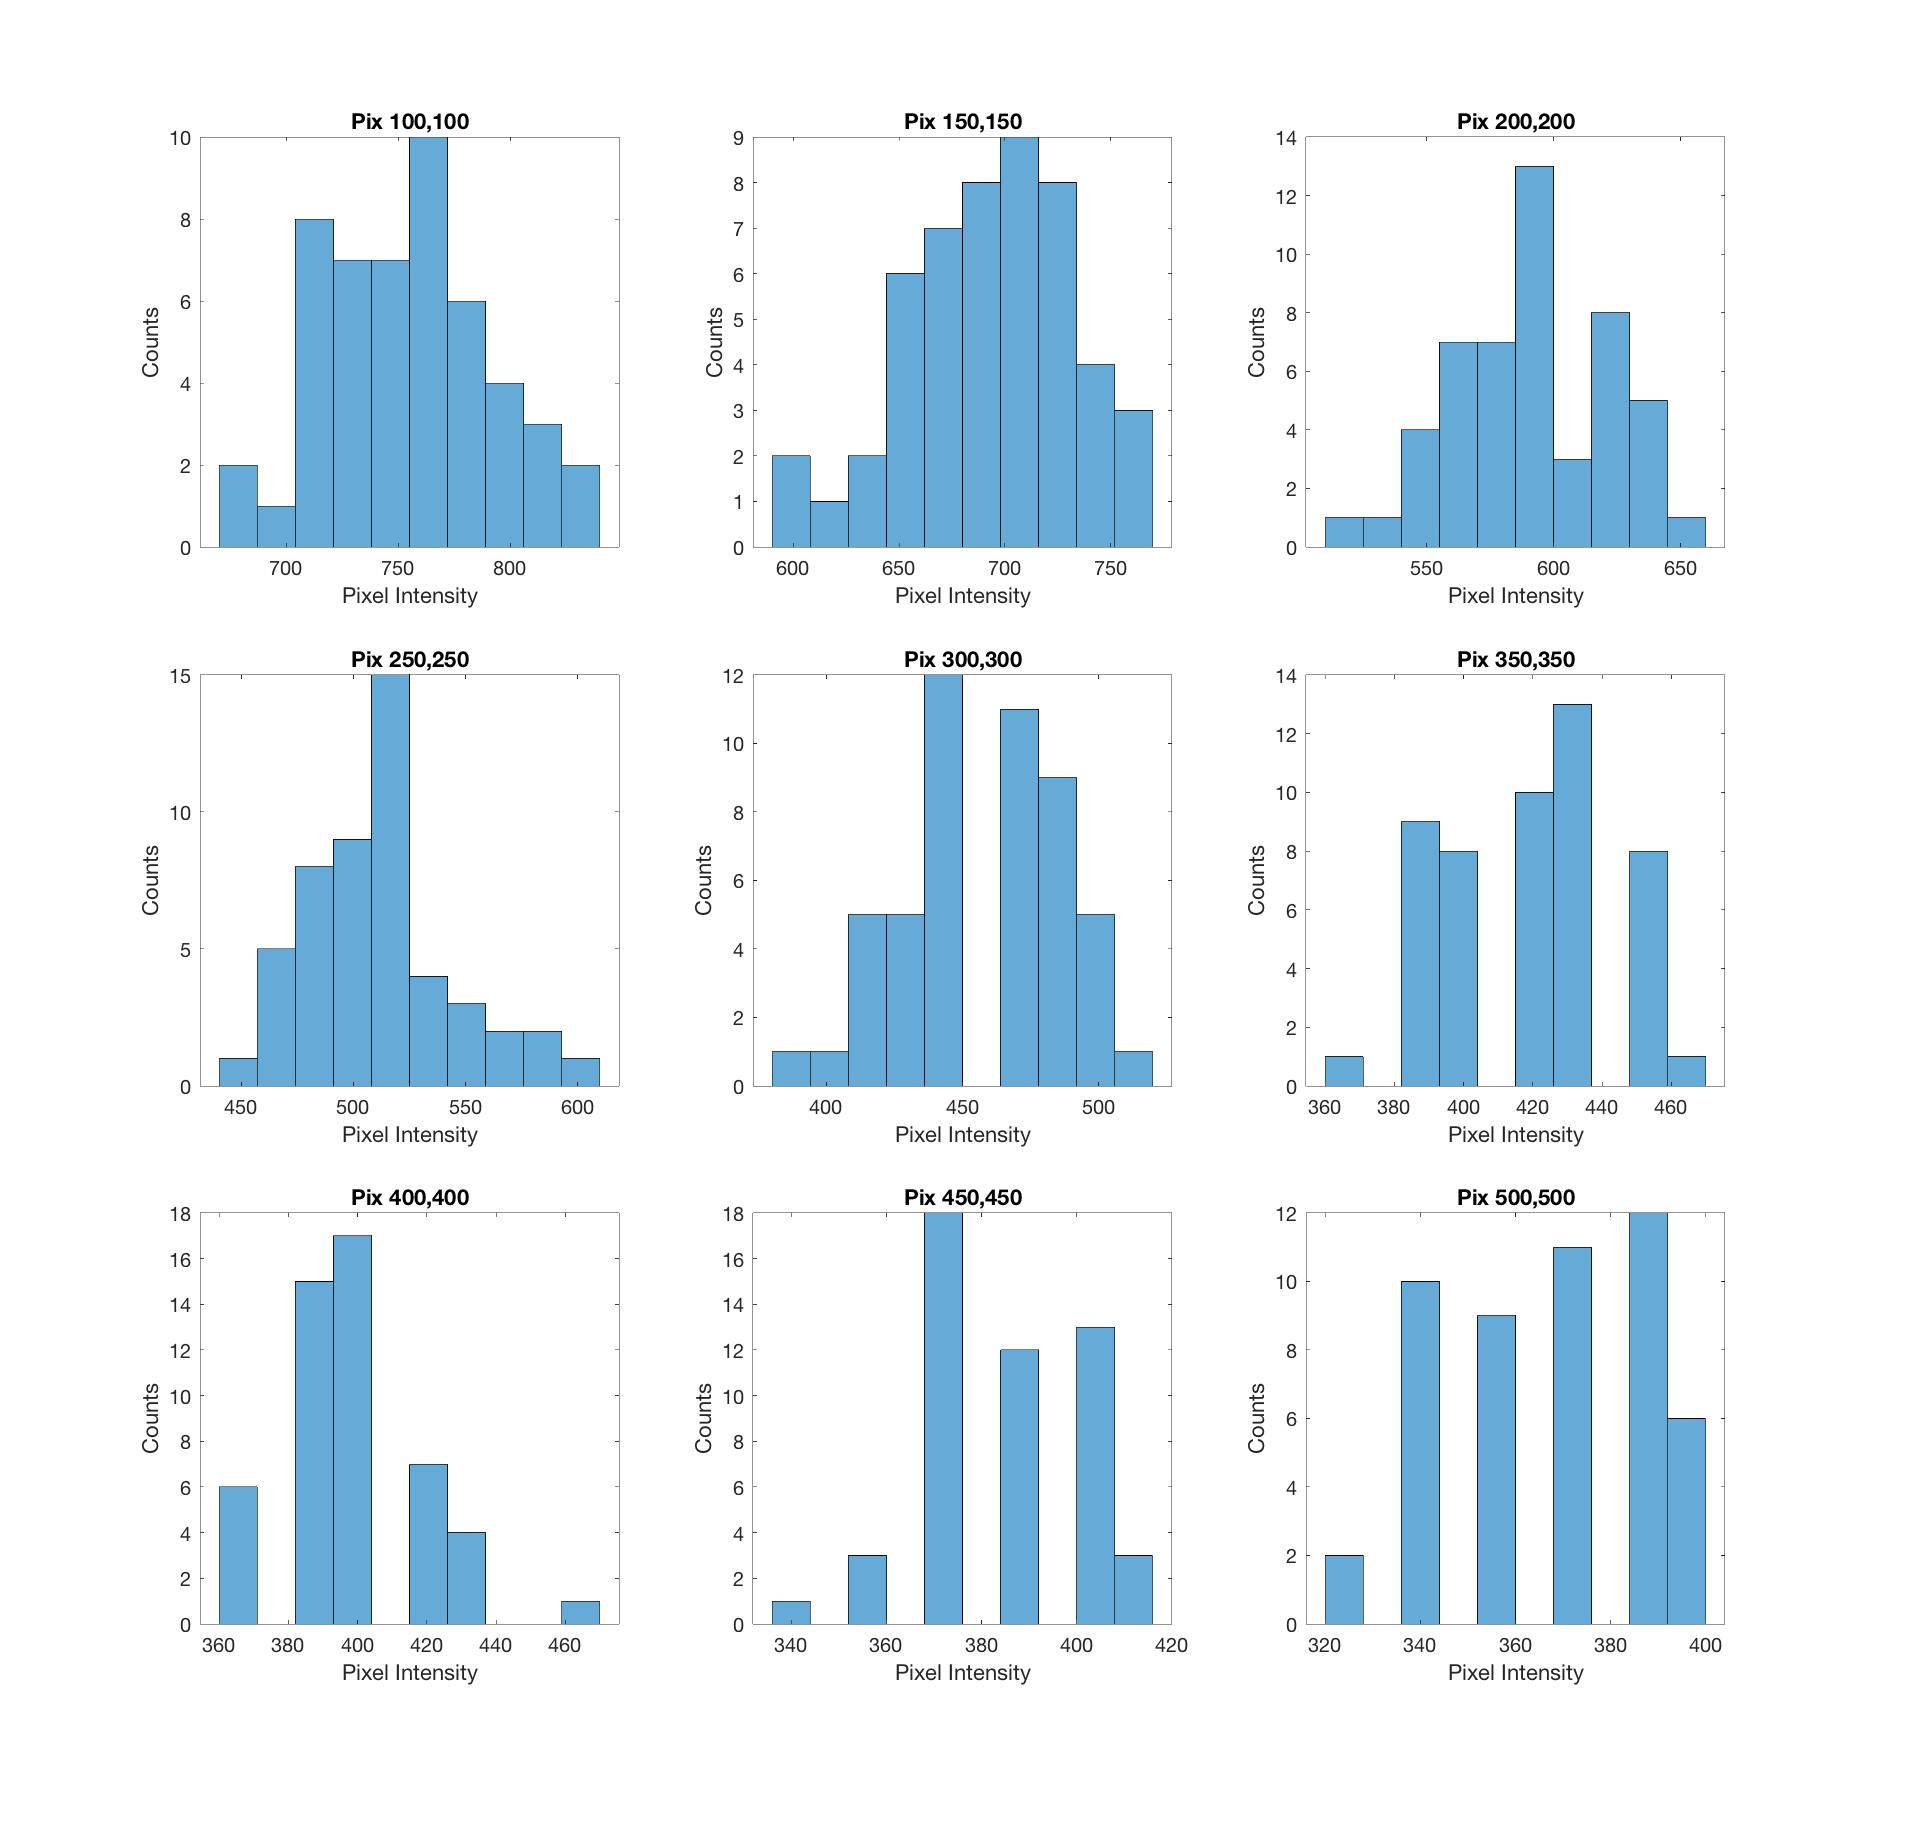 Pix 100,100
Counts
10
8
6
4
2
0
700 750 800
Pixel Intensity
Pix 150,150
Counts
9
8
7
6
5
4
3
2
1
0
600 650 700 750
Pixel Intensity
Pix 200,200
Counts
14
12
10
8
6
4
2
0
550 600 650
Pixel Intensity
Pix 250,250
Counts
15
10
5
0
450 500 550 600
Pixel Intensity
Pix 300,300
Counts
12
10
8
6
4
2
0
400 450 500
Pixel Intensity
Pix 350,350
Counts
14
12
10
8
6
4
2
0
360 380 400 420 440 460
Pixel Intensity
Pix 400,400
Counts
18
16
14
12
10
8
6
4
2
0
360 380 400 420 440 460
Pixel Intensity
Pix 450,450
Counts
18
16
14
12
10
8
6
4
2
0
340 360 380 400 420
Pixel Intensity
Pix 500,500
Counts
12
10
8
6
4
2
0
320 340 360 380 400
Pixel Intensity